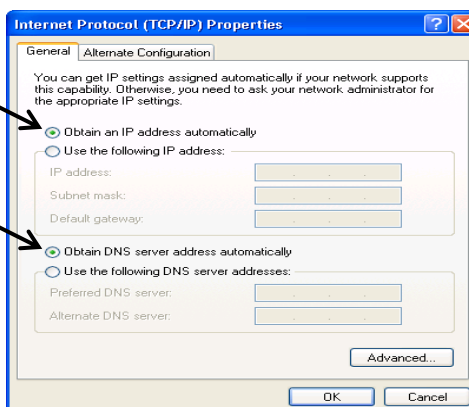 Internet Protocol (TCP/IP) Properties
General
Alternate Configuration
You can get IP settings assigned automatically if your network supports
this capability. Otherwise, you need to ask your network administrator for
the appropriate IP settings.
Obtain an IP address automatically
Use the following IP address:
IP address:
Subnet mask:
Default gateway:
Obtain DNS server address automatically
Use the following DNS server addresses:
Preferred DNS server:
Alternate DNS server:
Advanced...
OK
Cancel